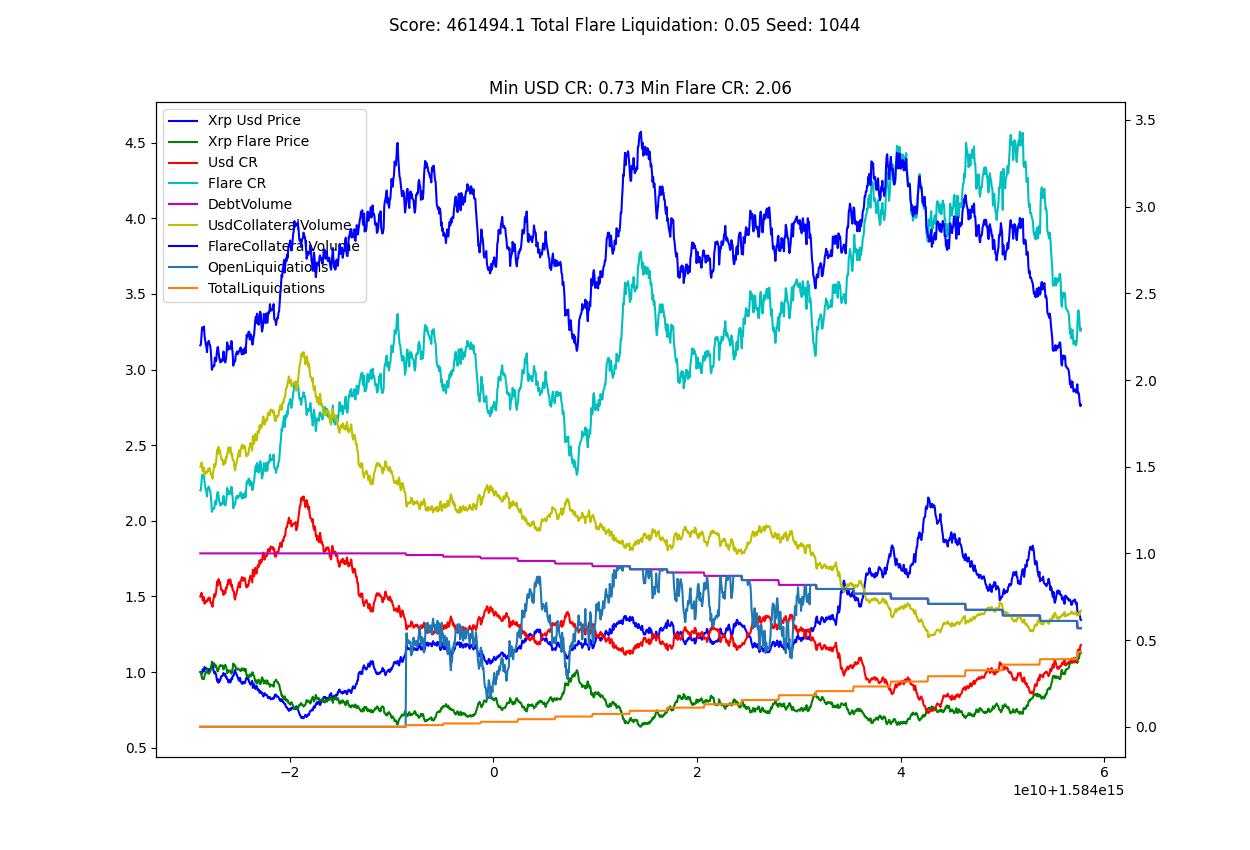 Score: 461494.1 Total Flare Liquidation: 0.05 Seed: 1044
Min USD CR: 0.73 Min Flare CR: 2.06
Xrp Usd Price
Xrp Flare Price
Usd CR
Flare CR
DebtVolume
UsdCollateralVolume
FlareCollateralVolume
OpenLiquidations
TotalLiquidations
4.5
4.0
3.5
3.0
2.5
2.0
1.5
1.0
0.5
3.5
3.0
2.5
2.0
1.5
1.0
0.5
0.0
−2 0 2 4 6
1e10+1.584e15